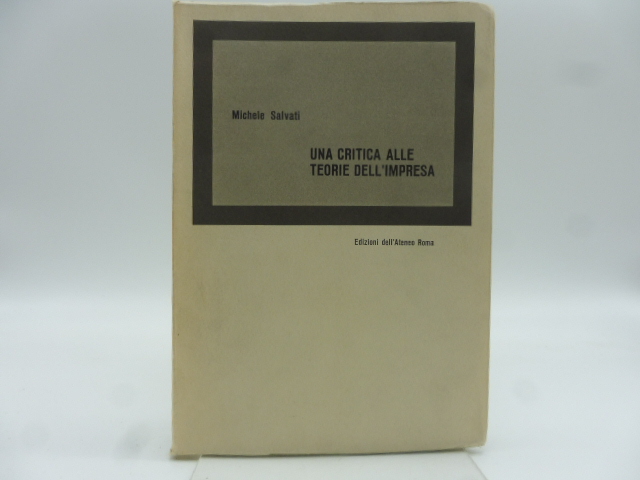 Michele Salvati
UNA CRITICA ALLE
TEORIE DELL'IMPRESA
Edizioni dell'Ateneo Roma